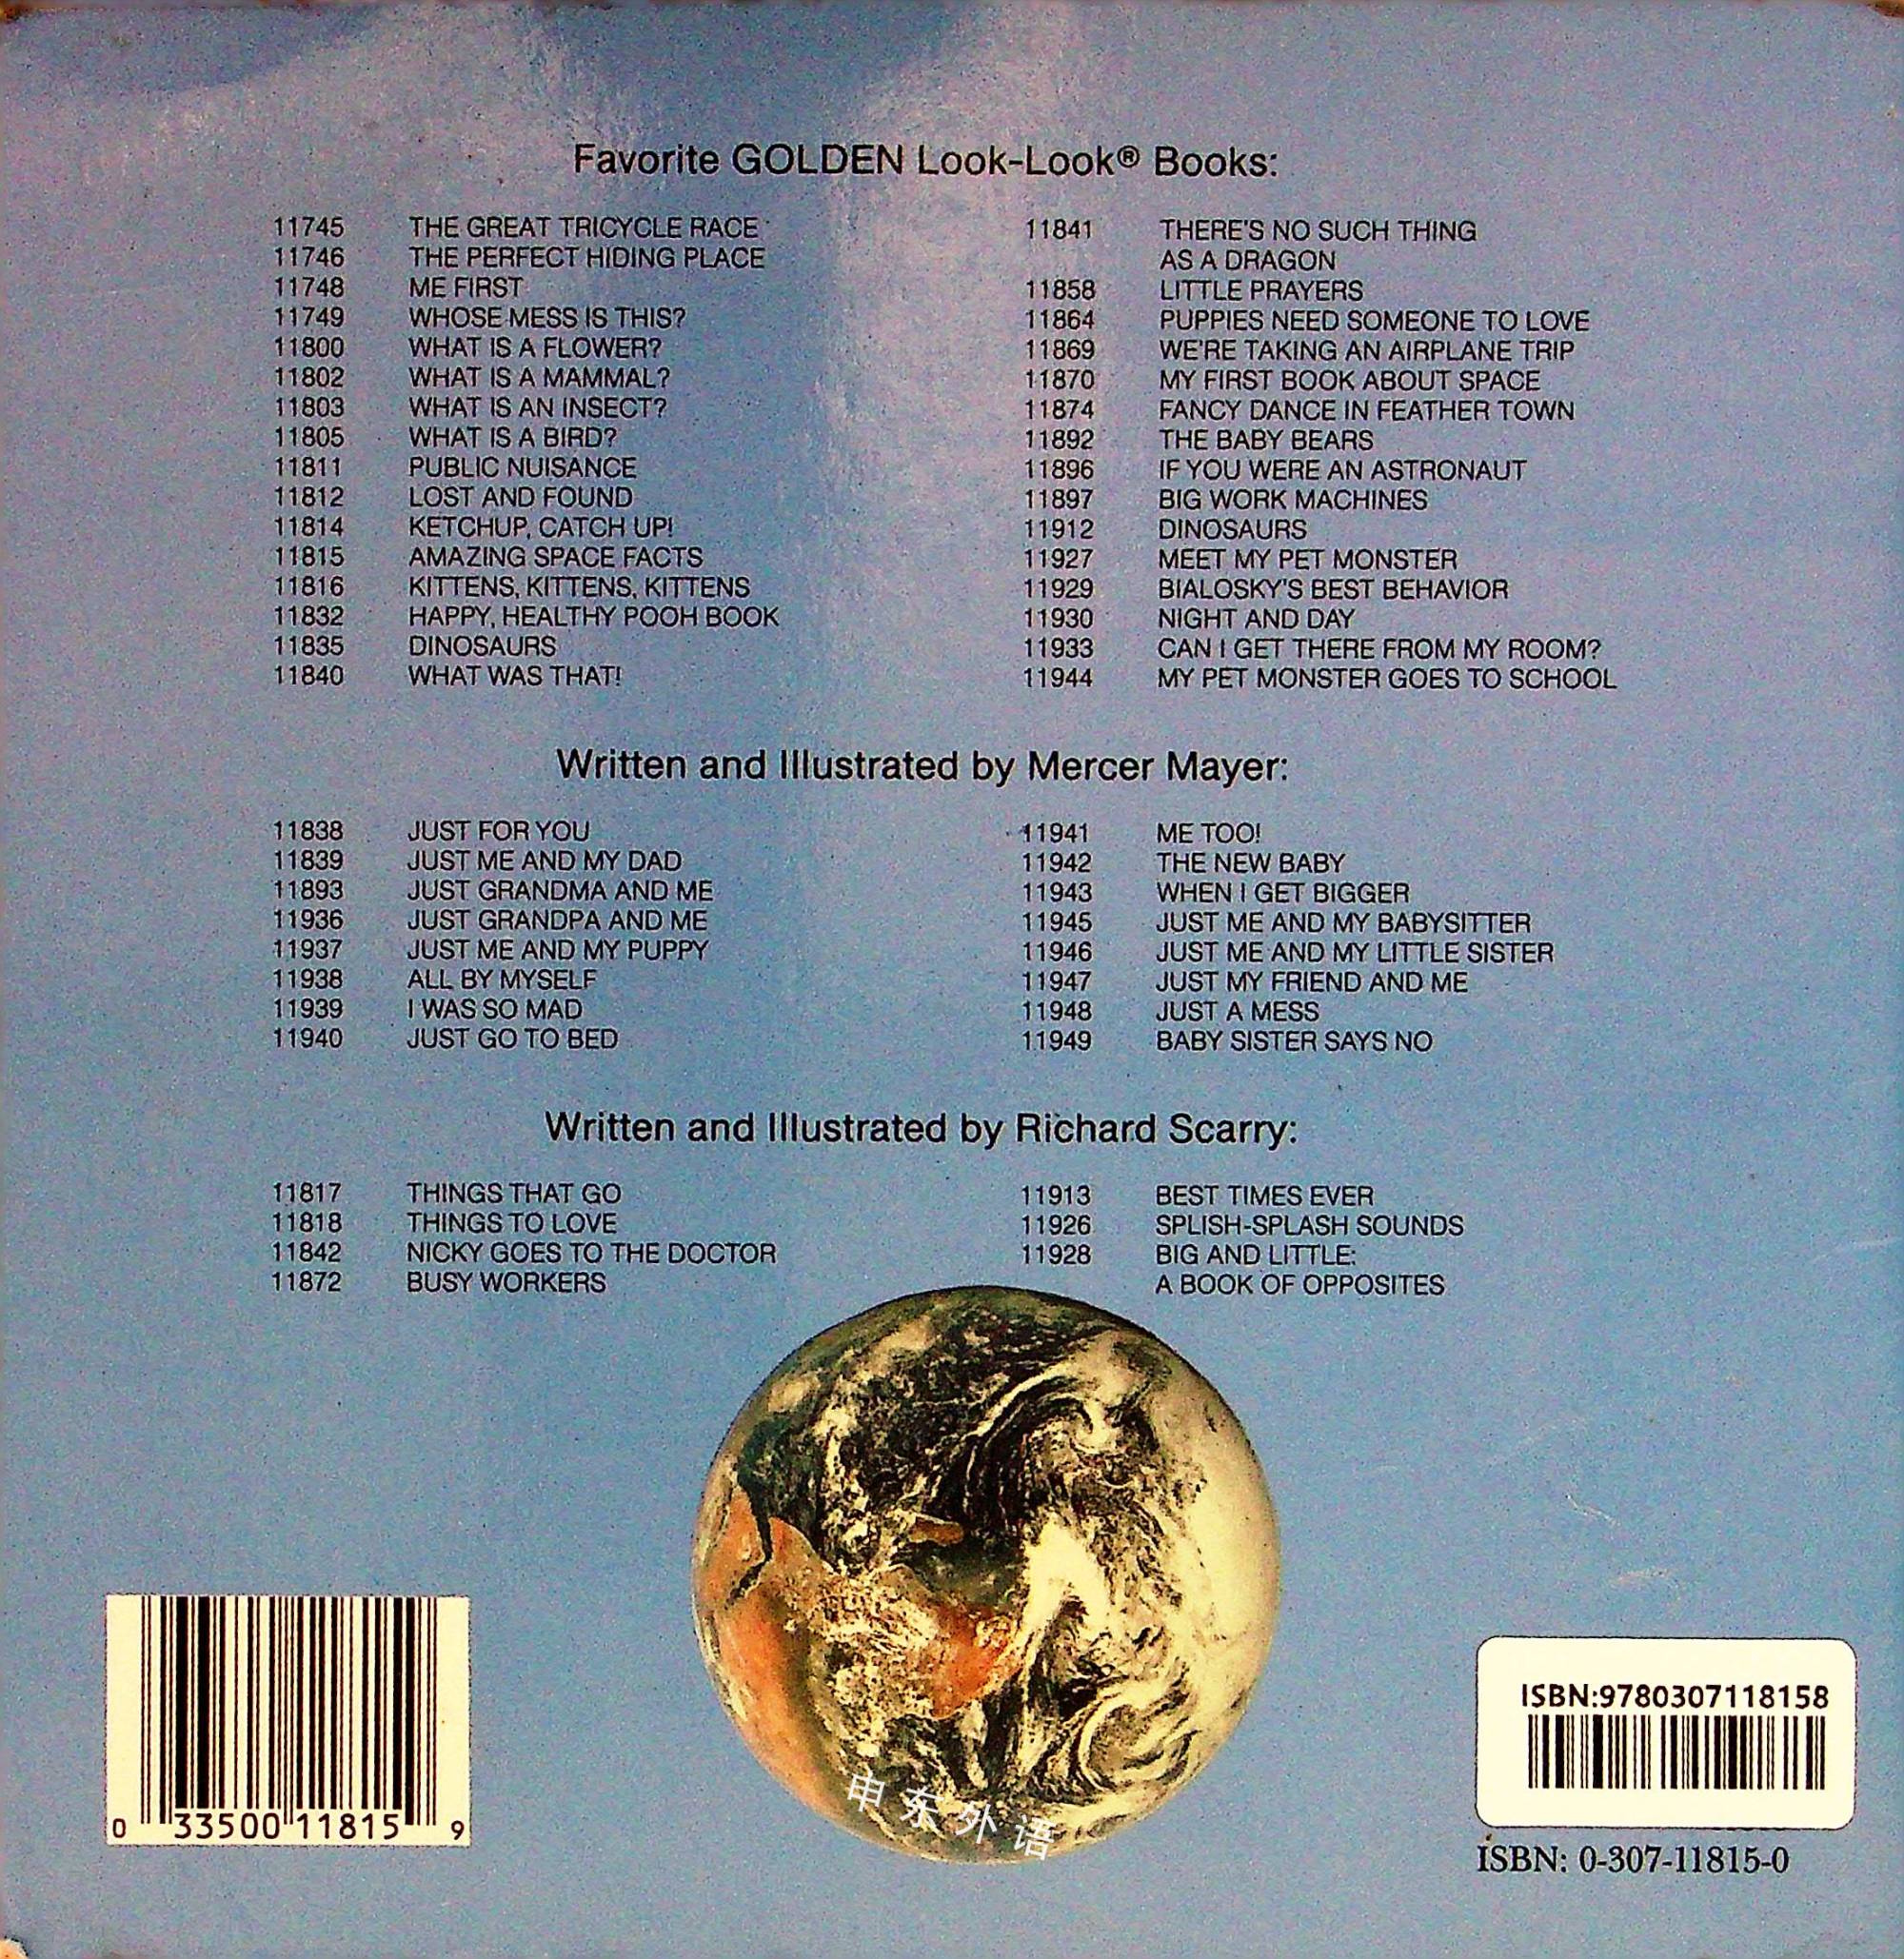 Favorite GOLDEN Look-Look® Books:
11745 THE GREAT TRICYCLE RACE
11746 THE PERFECT HIDING PLACE
11748 ME FIRST
11749 WHOSE MESS IS THIS?
11800 WHAT IS A FLOWER?
11802 WHAT IS A MAMMAL?
11803 WHAT IS AN INSECT?
11805 WHAT IS A BIRD?
11811 PUBLIC NUISANCE
11812 LOST AND FOUND
11814 KETCHUP, CATCH UP!
11815 AMAZING SPACE FACTS
11816 KITTENS, KITTENS, KITTENS
11832 HAPPY, HEALTHY POOH BOOK
11835 DINOSAURS
11840 WHAT WAS THAT!
11841 THERE'S NO SUCH THING
AS A DRAGON
11858 LITTLE PRAYERS
11864 PUPPIES NEED SOMEONE TO LOVE
11869 WE'RE TAKING AN AIRPLANE TRIP
11870 MY FIRST BOOK ABOUT SPACE
11874 FANCY DANCE IN FEATHER TOWN
11892 THE BABY BEARS
11896 IF YOU WERE AN ASTRONAUT
11897 BIG WORK MACHINES
11912 DINOSAURS
11927 MEET MY PET MONSTER
11929 BIALOSKY'S BEST BEHAVIOR
11930 NIGHT AND DAY
11933 CAN I GET THERE FROM MY ROOM?
11944 MY PET MONSTER GOES TO SCHOOL
Written and Illustrated by Mercer Mayer:
11838 JUST FOR YOU
11839 JUST ME AND MY DAD
11893 JUST GRANDMA AND ME
11936 JUST GRANDPA AND ME
11937 JUST ME AND MY PUPPY
11938 ALL BY MYSELF
11939 I WAS SO MAD
11940 JUST GO TO BED
11941 ME TOO!
11942 THE NEW BABY
11943 WHEN I GET BIGGER
11945 JUST ME AND MY BABYSITTER
11946 JUST ME AND MY LITTLE SISTER
11947 JUST MY FRIEND AND ME
11948 JUST A MESS
11949 BABY SISTER SAYS NO
Written and Illustrated by Richard Scarry:
11817 THINGS THAT GO
11818 THINGS TO LOVE
11842 NICKY GOES TO THE DOCTOR
11872 BUSY WORKERS
11913 BEST TIMES EVER
11926 SPLISH-SPLASH SOUNDS
11928 BIG AND LITTLE:
A BOOK OF OPPOSITES
0 33500 11815 9
申东外语
ISBN:9780307118158
ISBN: 0-307-11815-0